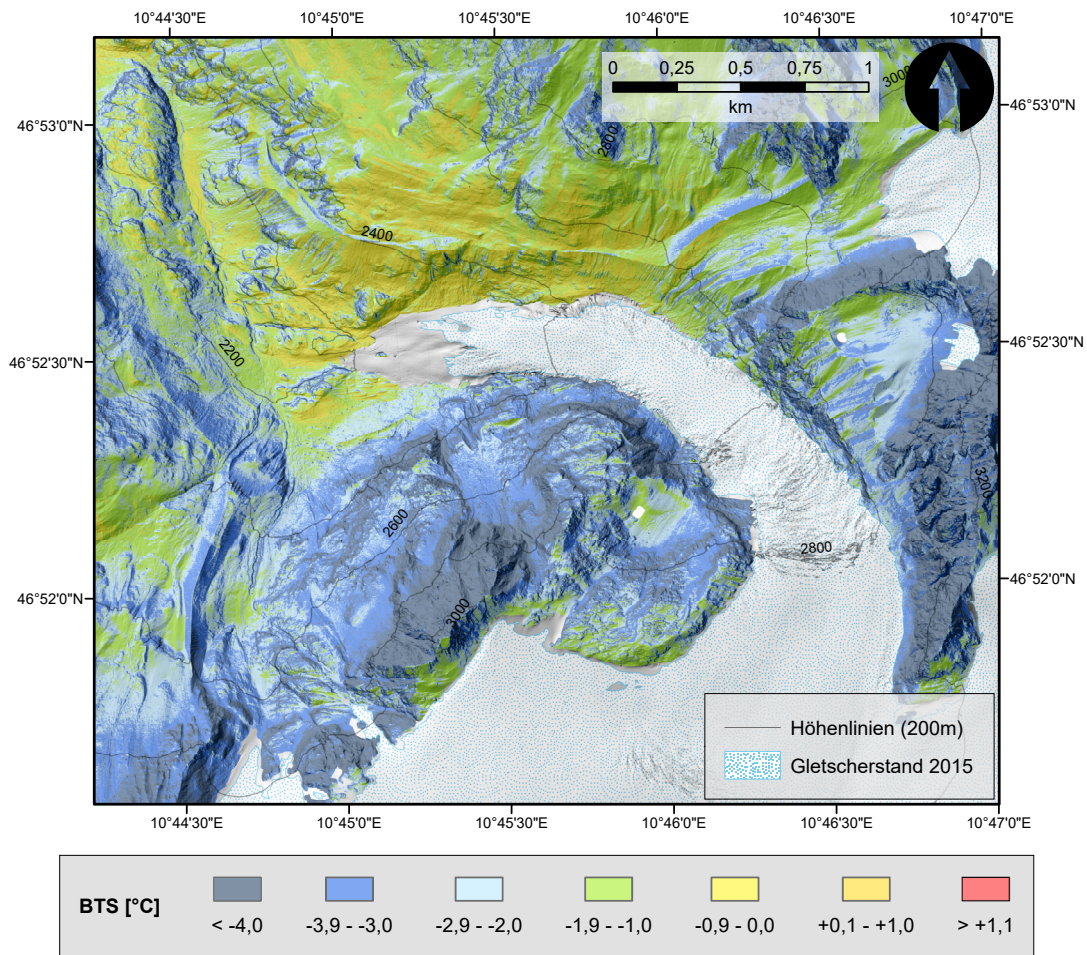 10°44'30"E 10°45'0"E 10°45'30"E 10°46'0"E 10°46'30"E 10°47'0"E
0 0,25 0,5 0,75 1
km
3000
46°53'0"N 46°53'0"N
2800
2400
2200
46°52'30"N 46°52'30"N
3200
2600
2800
46°52'0"N 46°52'0"N
3000
Höhenlinien (200m)
Gletscherstand 2015
10°44'30"E 10°45'0"E 10°45'30"E 10°46'0"E 10°46'30"E 10°47'0"E
BTS [°C]
< -4,0 -3,9 - -3,0 -2,9 - -2,0 -1,9 - -1,0 -0,9 - 0,0 +0,1 - +1,0 > +1,1